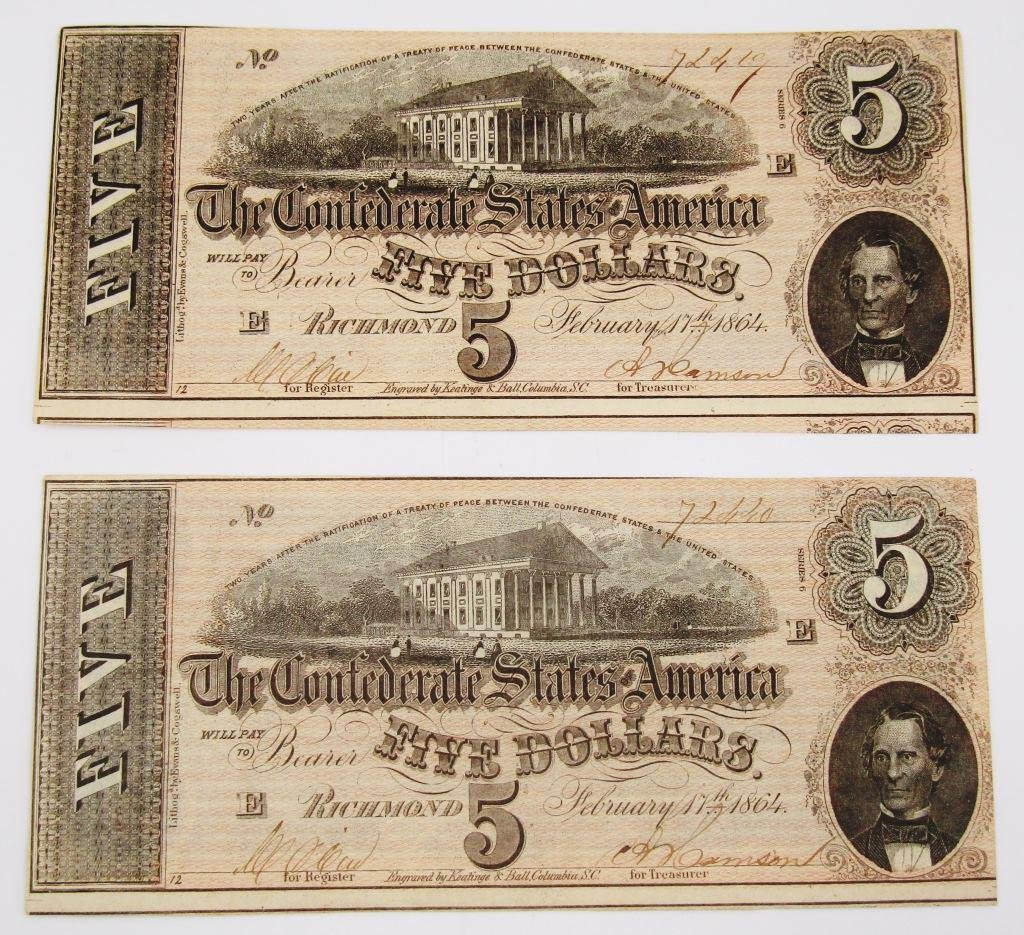 No 72419
TWO YEARS AFTER THE RATIFICATION OF A TREATY OF PEACE BETWEEN THE CONFEDERATE STATES & THE UNITED STATES
5
SERIES 6
E
FIVE
The Confederate States of America
Lithog'd by Evans & Cogswell.
WILL PAY TO Bearer FIVE DOLLARS.
E RICHMOND 5 February 17th 1864.
12 for Register Engraved by Keatinge & Ball, Columbia, S.C. for Treasurer
No 72440
TWO YEARS AFTER THE RATIFICATION OF A TREATY OF PEACE BETWEEN THE CONFEDERATE STATES & THE UNITED STATES
5
SERIES 6
E
FIVE
The Confederate States of America
Lithog'd by Evans & Cogswell.
WILL PAY TO Bearer FIVE DOLLARS.
E RICHMOND 5 February 17th 1864.
12 for Register Engraved by Keatinge & Ball, Columbia, S.C. for Treasurer